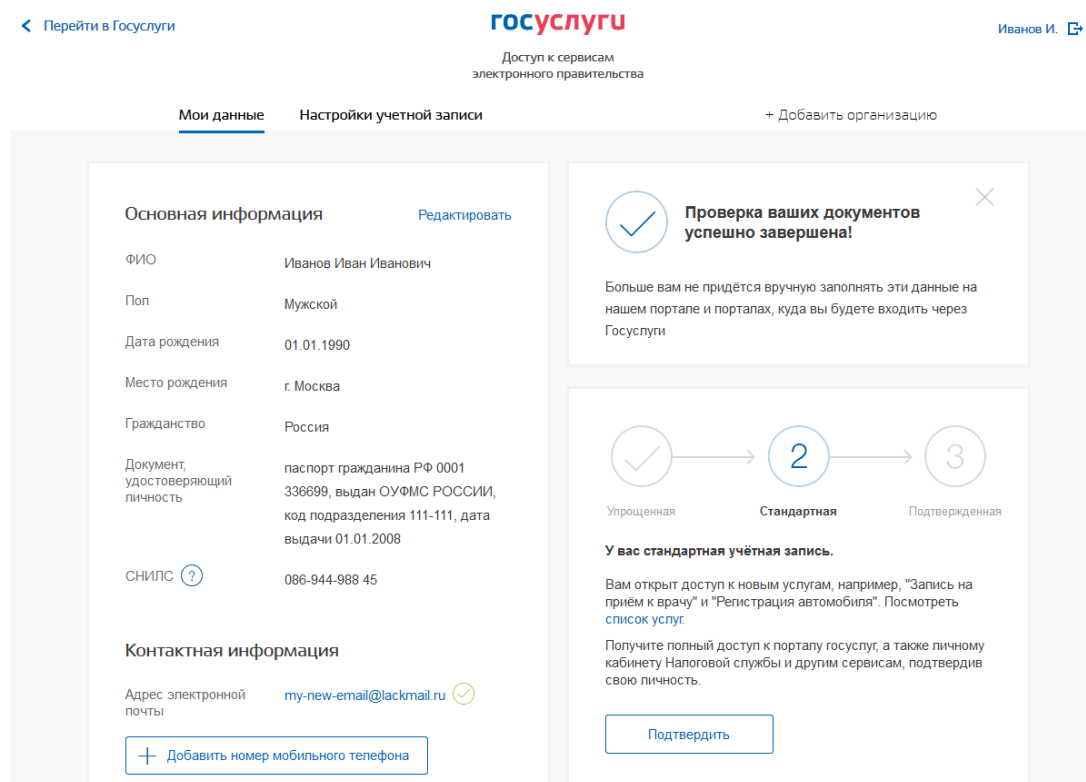 Перейти в Госуслуги
госуслуги
Иванов И.
Доступ к сервисам
электронного правительства
Мои данные
Настройки учетной записи
+ Добавить организацию
Основная информация
Редактировать
ФИО
Иванов Иван Иванович
Пол
Мужской
Дата рождения
01.01.1990
Место рождения
г. Москва
Гражданство
Россия
Документ,
удостоверяющий
личность
паспорт гражданина РФ 0001
336699, выдан ОУФМС РОССИИ,
код подразделения 111-111, дата
выдачи 01.01.2008
СНИЛС ?
086-944-988 45
Контактная информация
Адрес электронной
почты
my-new-email@lackmail.ru
Добавить номер мобильного телефона
Проверка ваших документов
успешно завершена!
Больше вам не придётся вручную заполнять эти данные на
нашем портале и порталах, куда вы будете входить через
Госуслуги
2
3
Упрощенная
Стандартная
Подтвержденная
У вас стандартная учётная запись.
Вам открыт доступ к новым услугам, например, "Запись на
приём к врачу" и "Регистрация автомобиля". Посмотреть
список услуг.
Получите полный доступ к порталу госуслуг, а также личному
кабинету Налоговой службы и другим сервисам, подтвердив
свою личность.
Подтвердить